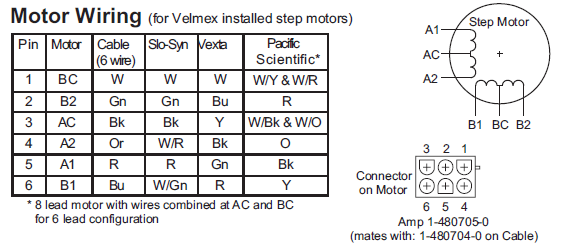 Motor Wiring (for Velmex installed step motors)
Pin Motor Cable (6 wire) Slo-Syn Vexta Pacific Scientific*
1 BC W W W W/Y & W/R
2 B2 Gn Gn Bu R
3 AC Bk Bk Y W/Bk & W/O
4 A2 Or W/R Bk O
5 A1 R R Gn Bk
6 B1 Bu W/Gn R Y
* 8 lead motor with wires combined at AC and BC
for 6 lead configuration
Step Motor
A1
AC
A2
B1 BC B2
3 2 1
Connector
on Motor
6 5 4
Amp 1-480705-0
(mates with: 1-480704-0 on Cable)